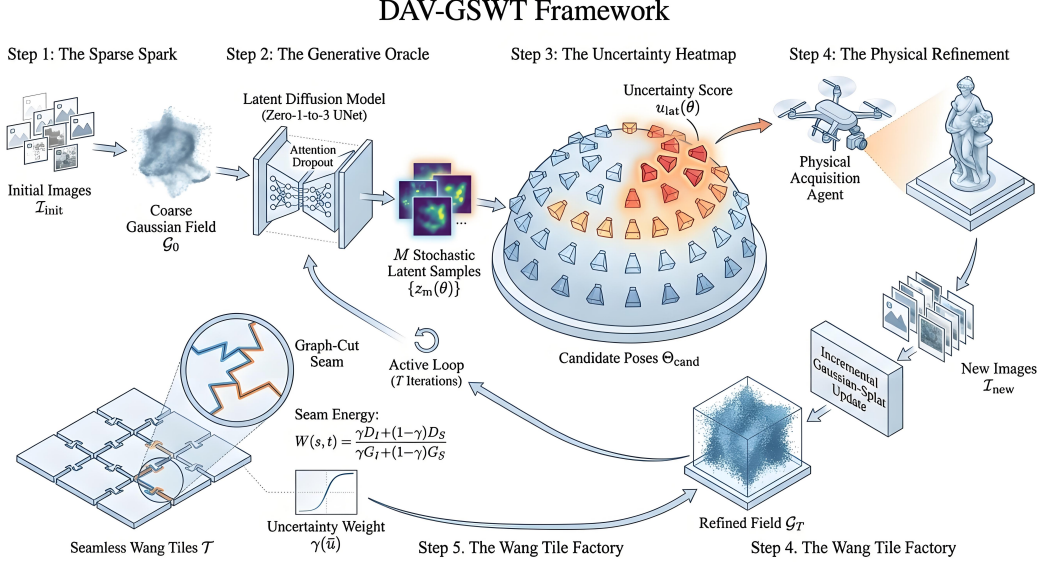 DAV-GSWT Framework
Step 1: The Sparse Spark
Step 2: The Generative Oracle
Step 3: The Uncertainty Heatmap
Step 4: The Physical Refinement
Initial Images
𝓘_init
Coarse
Gaussian Field
𝓖_0
Latent Diffusion Model
(Zero-1-to-3 UNet)
Attention
Dropout
...
M Stochastic
Latent Samples
{z_m(θ)}
Uncertainty Score
u_lat(θ)
Candidate Poses Θ_cand
Physical
Acquisition
Agent
New Images
𝓘_new
Incremental
Gaussian-Splat
Update
Refined Field 𝓖_T
Active Loop
(T Iterations)
Graph-Cut
Seam
Seam Energy:
W(s, t) = γD_I+(1−γ)D_S / γG_I+(1−γ)G_S
Uncertainty Weight
γ(ū)
Seamless Wang Tiles 𝒯
Step 5. The Wang Tile Factory
Step 4. The Wang Tile Factory